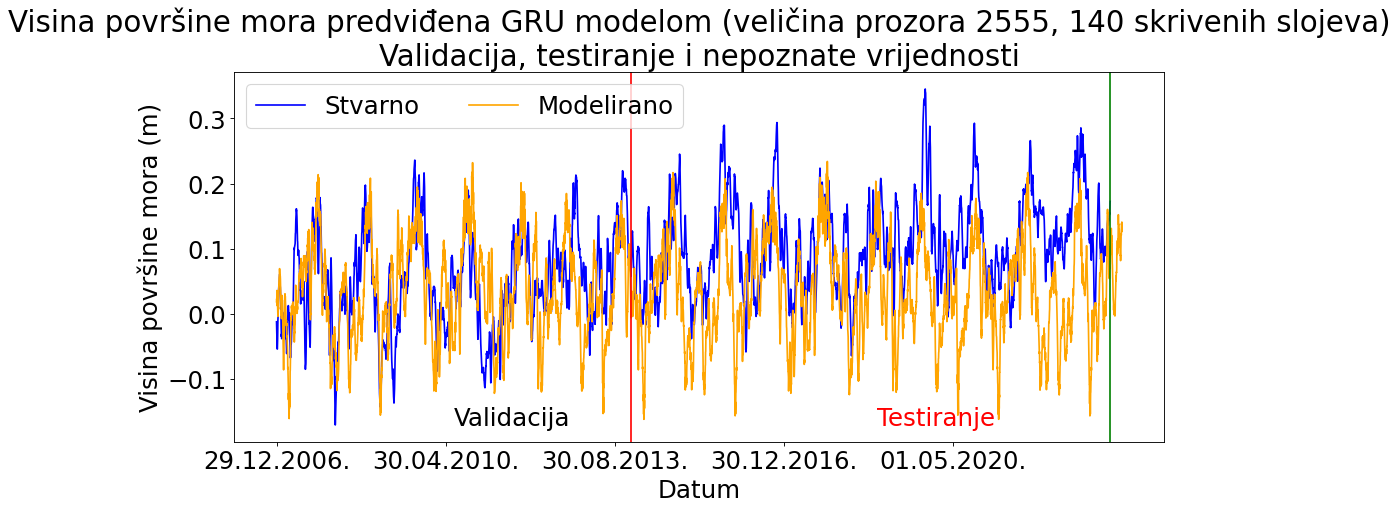 Visina površine mora predviđena GRU modelom (veličina prozora 2555, 140 skrivenih slojeva)
Validacija, testiranje i nepoznate vrijednosti
Stvarno Modelirano
Visina površine mora (m)
0.3
0.2
0.1
0.0
−0.1
Validacija Testiranje
29.12.2006. 30.04.2010. 30.08.2013. 30.12.2016. 01.05.2020.
Datum